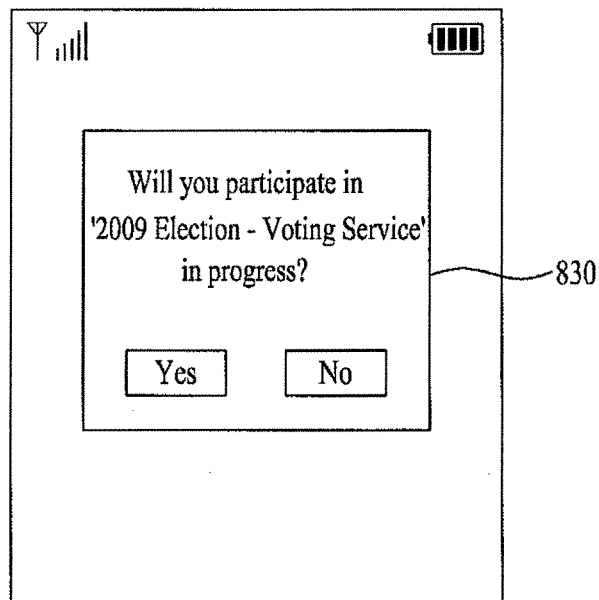 Will you participate in
'2009 Election - Voting Service'
in progress?
830
Yes No